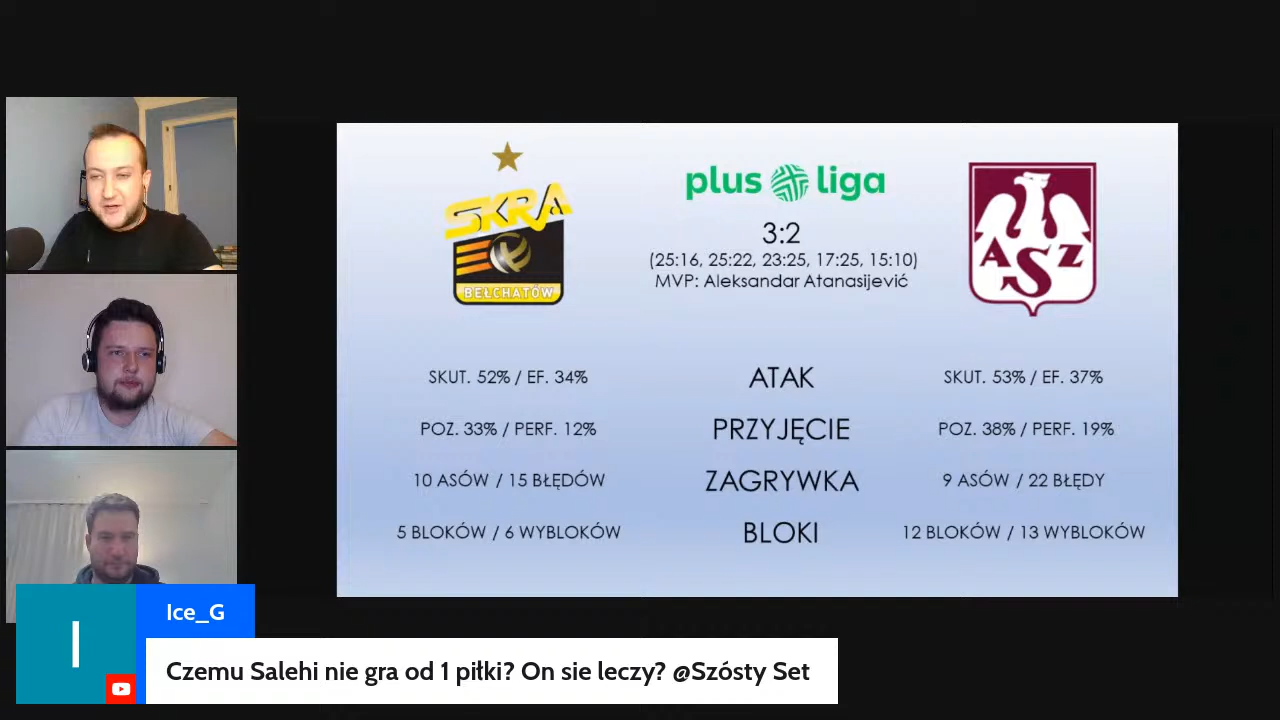 SKRA
BEŁCHATÓW
plus liga
3:2
(25:16, 25:22, 23:25, 17:25, 15:10)
MVP: Aleksandar Atanasijević
ASZ
SKUT. 52% / EF. 34%
ATAK
SKUT. 53% / EF. 37%
POZ. 33% / PERF. 12%
PRZYJĘCIE
POZ. 38% / PERF. 19%
10 ASÓW / 15 BŁĘDÓW
ZAGRYWKA
9 ASÓW / 22 BŁĘDY
5 BLOKÓW / 6 WYBLOKÓW
BLOKI
12 BLOKÓW / 13 WYBLOKÓW
I
Ice_G
Czemu Salehi nie gra od 1 piłki? On sie leczy? @Szósty Set